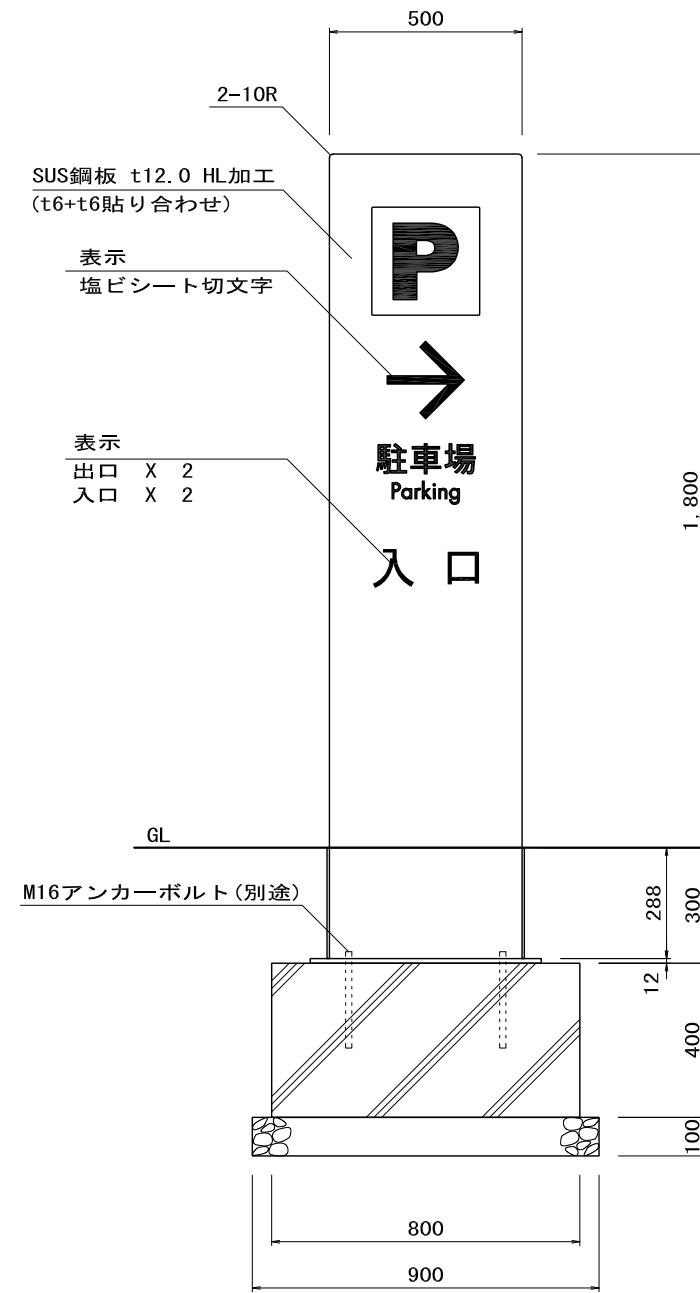 500
2-10R
SUS鋼板 t12.0 HL加工
(t6+t6貼り合わせ)
P
表示
塩ビシート切文字
表示
出口 X 2
入口 X 2
駐車場
Parking
入口
1,800
GL
M16アンカーボルト(別途)
288
300
12
400
100
800
900